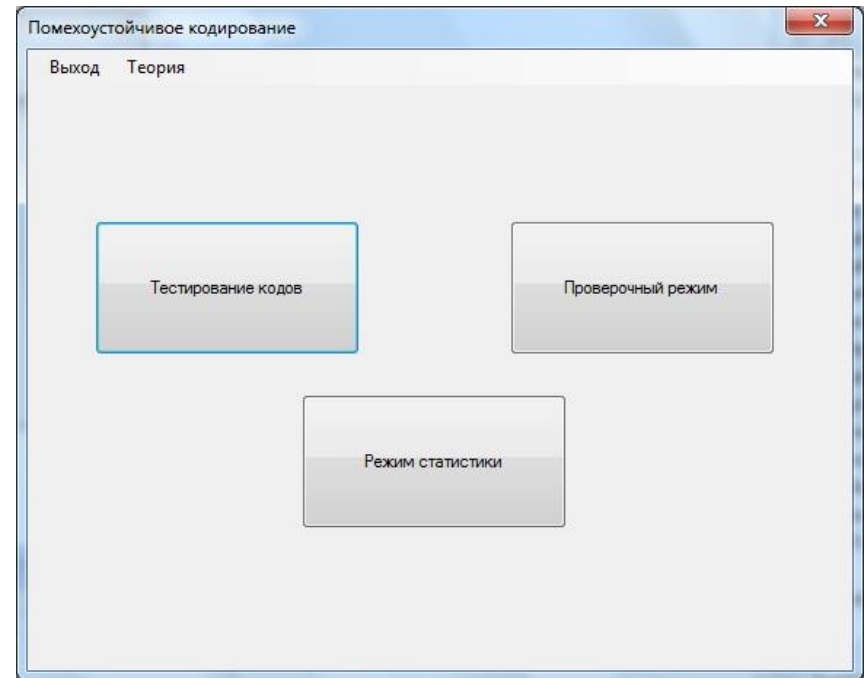 Помехоустойчивое кодирование
Выход Теория
Тестирование кодов
Проверочный режим
Режим статистики